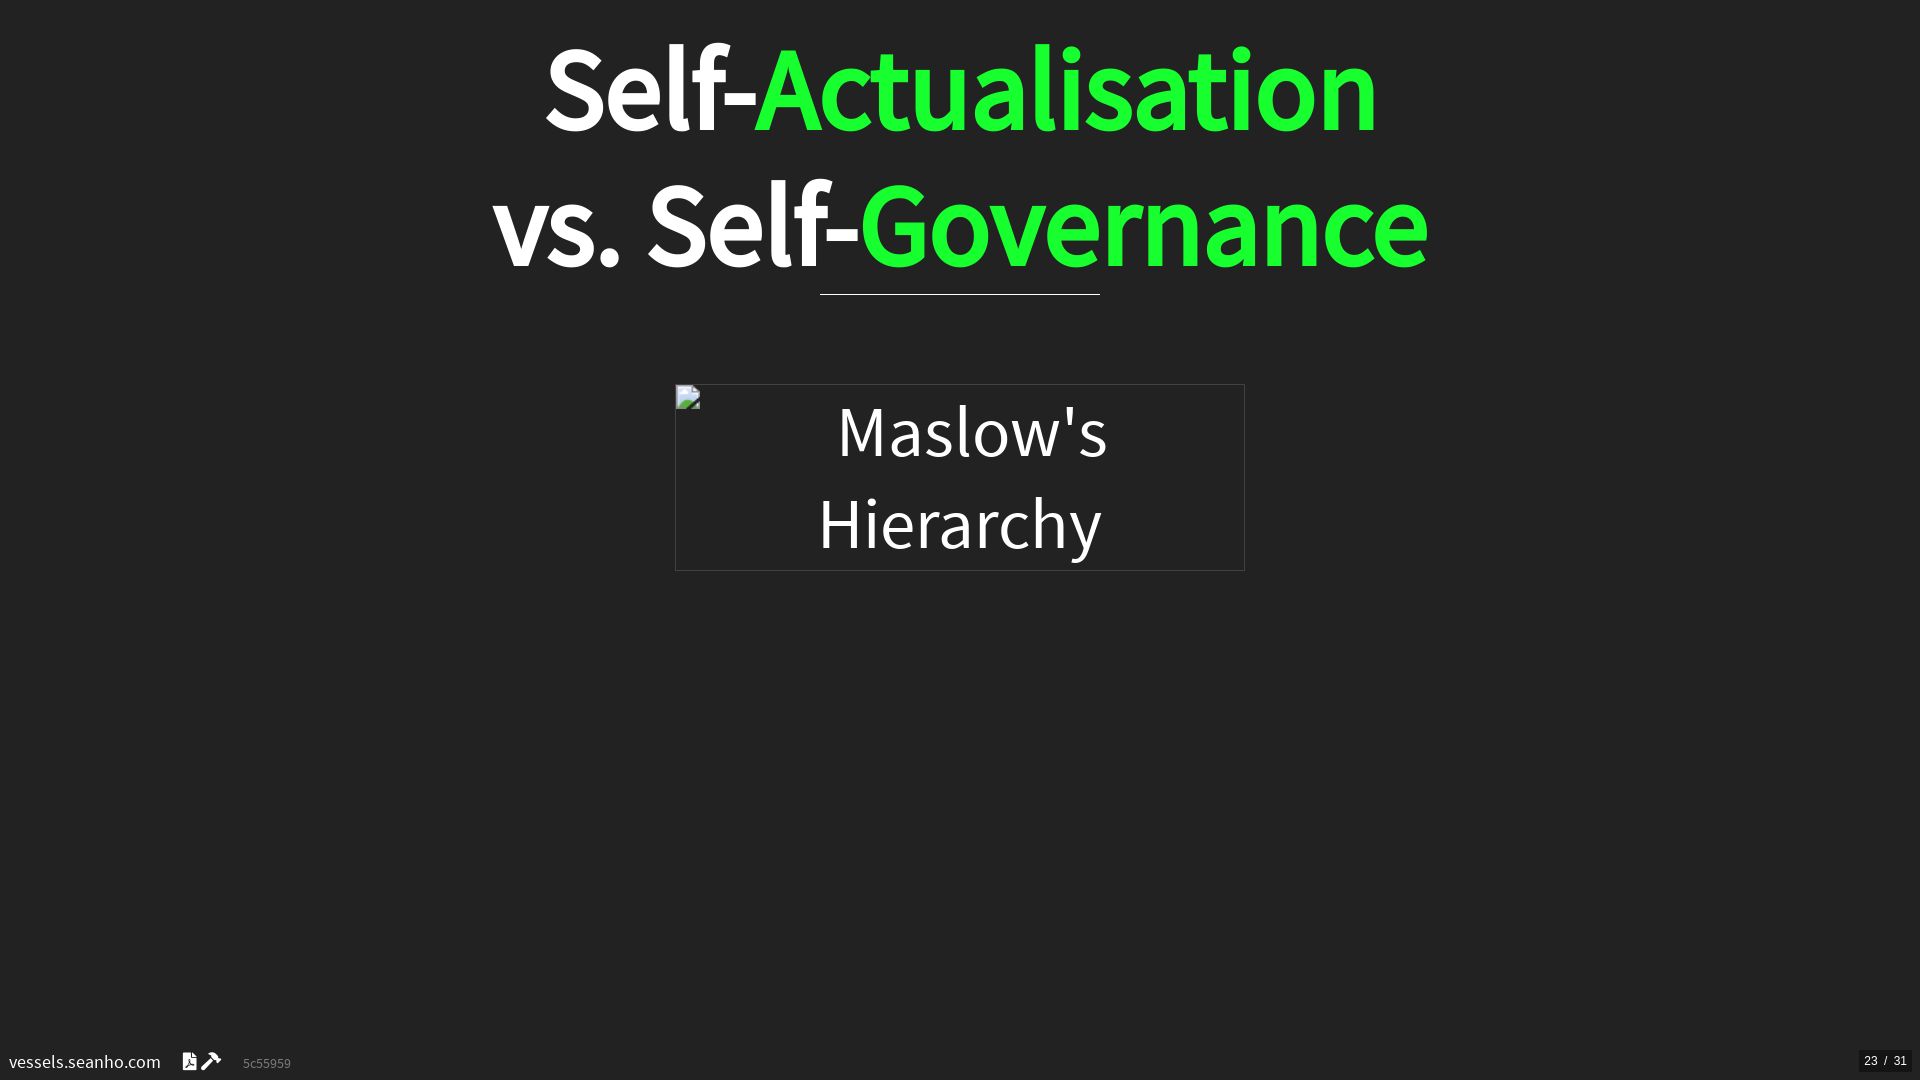 Self-Actualisation
vs. Self-Governance
Maslow's
Hierarchy
vessels.seanho.com 5c55959
23 / 31